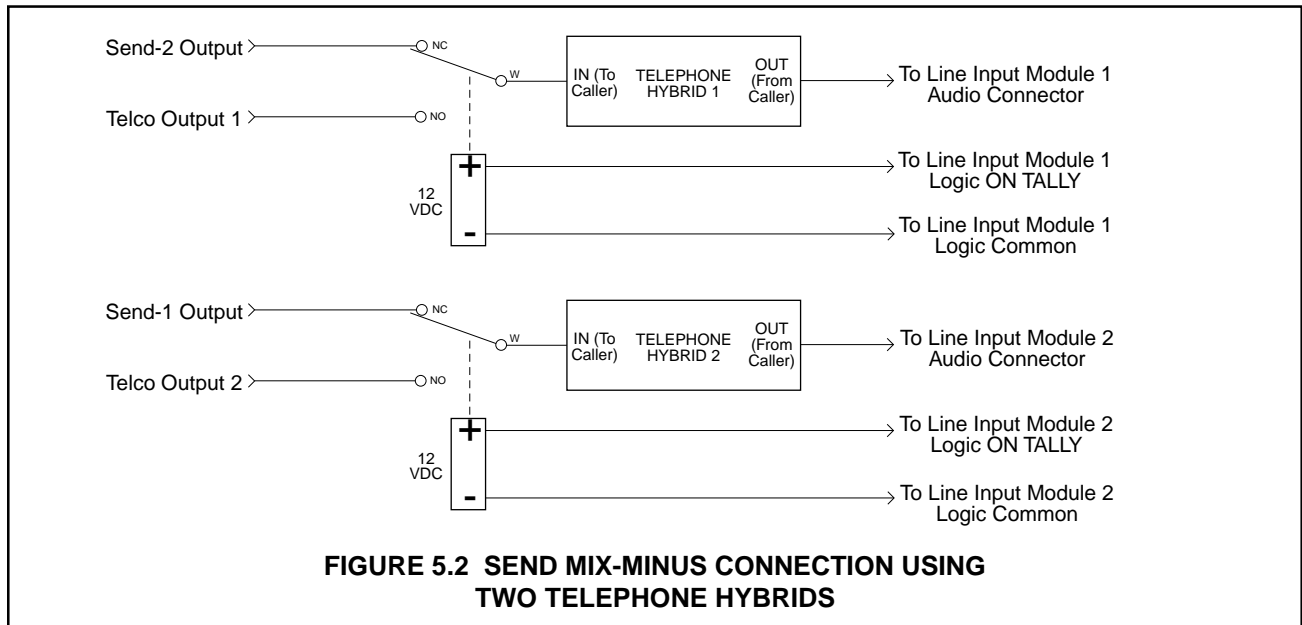 Send-2 Output
NC
W
Telco Output 1
NO
IN (To
Caller)
TELEPHONE
HYBRID 1
OUT
(From
Caller)
To Line Input Module 1
Audio Connector
12
VDC
+
-
To Line Input Module 1
Logic ON TALLY
To Line Input Module 1
Logic Common
Send-1 Output
NC
W
Telco Output 2
NO
IN (To
Caller)
TELEPHONE
HYBRID 2
OUT
(From
Caller)
To Line Input Module 2
Audio Connector
12
VDC
+
-
To Line Input Module 2
Logic ON TALLY
To Line Input Module 2
Logic Common
FIGURE 5.2 SEND MIX-MINUS CONNECTION USING
TWO TELEPHONE HYBRIDS